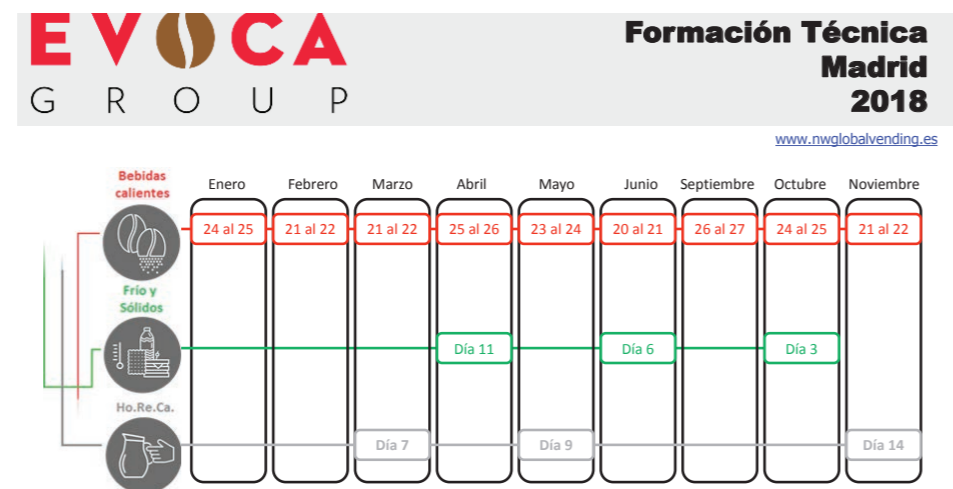 EVOCA
GROUP
Formación Técnica
Madrid
2018
www.nwglobalvending.es
Bebidas
calientes
Enero Febrero Marzo Abril Mayo Junio Septiembre Octubre Noviembre
24 al 25 21 al 22 21 al 22 25 al 26 23 al 24 20 al 21 26 al 27 24 al 25 21 al 22
Frío y
Sólidos
Día 11 Día 6 Día 3
Ho.Re.Ca.
Día 7 Día 9 Día 14